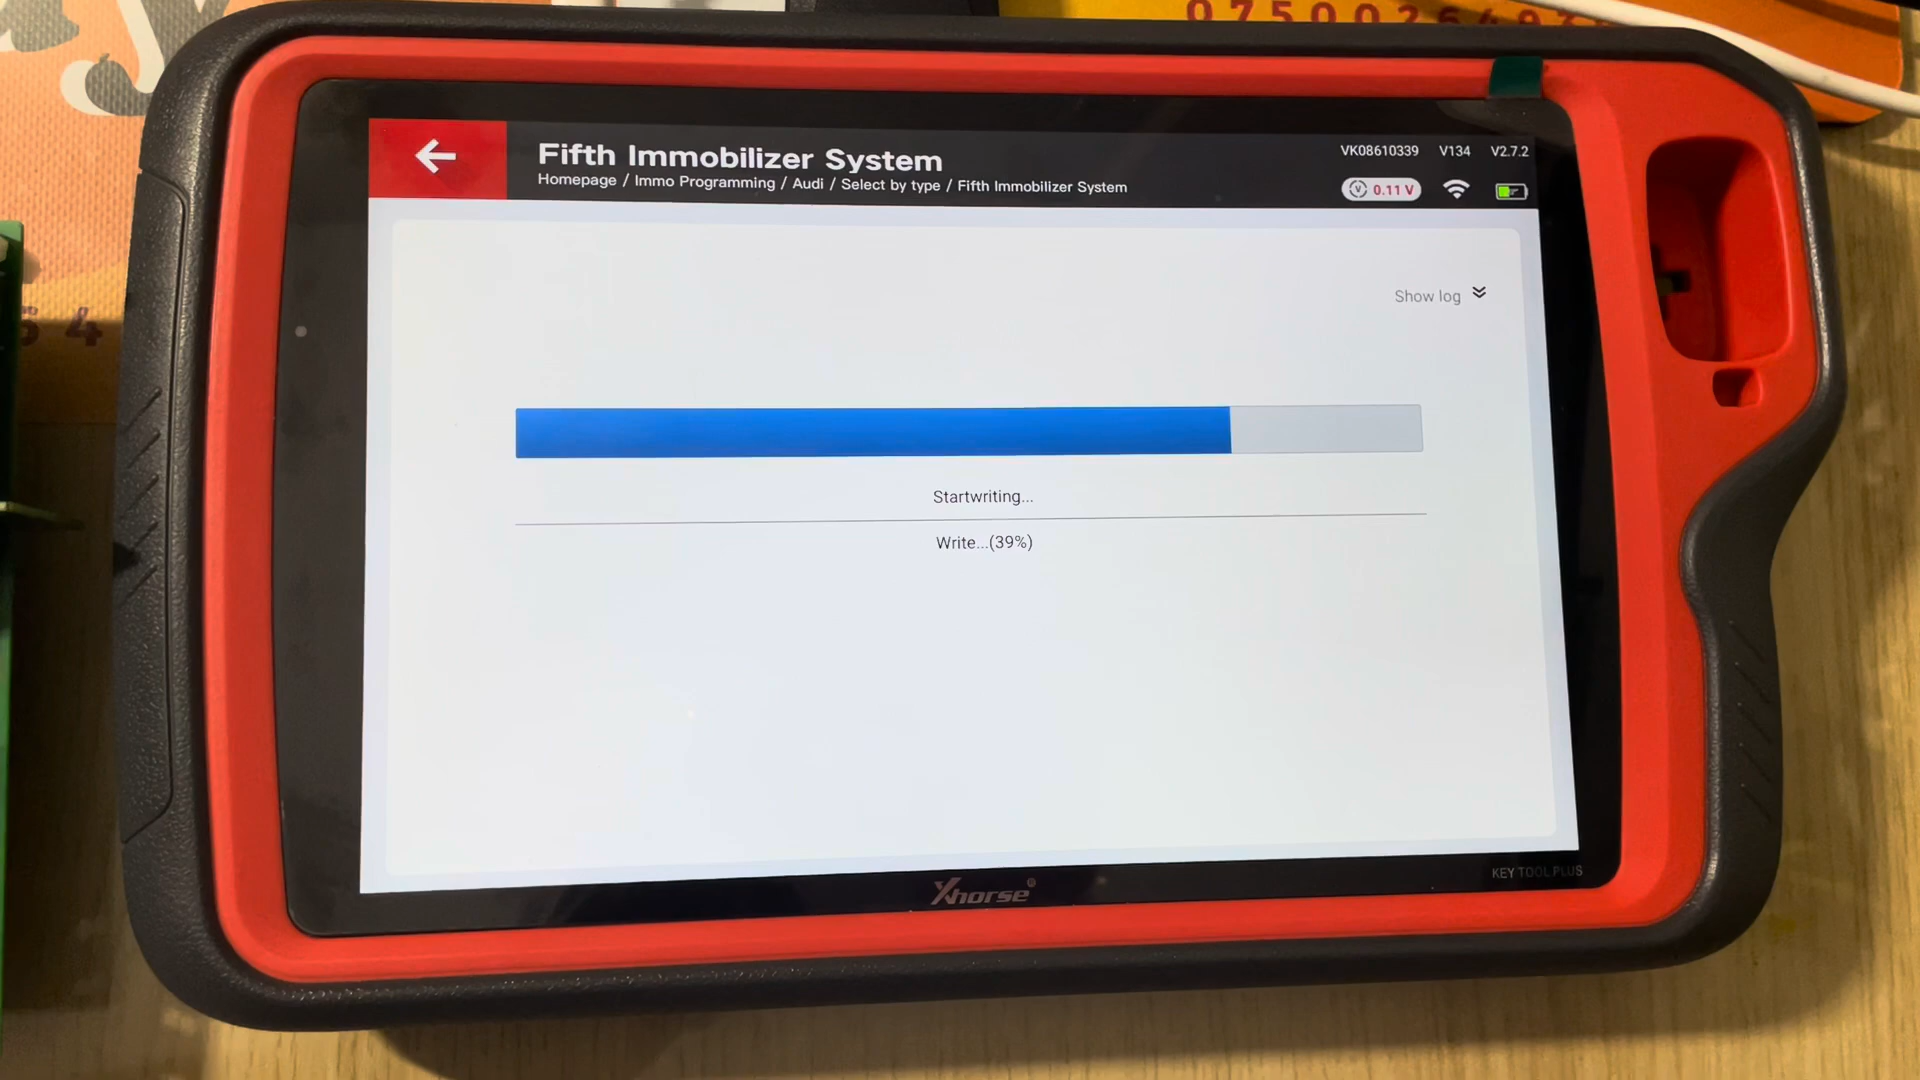 Fifth Immobilizer System
Homepage / Immo Programming / Audi / Select by type / Fifth Immobilizer System
VK08610339 V134 V2.7.2
V 0.11 V
Show log
Startwriting...
Write...(39%)
Xhorse®
KEY TOOL PLUS